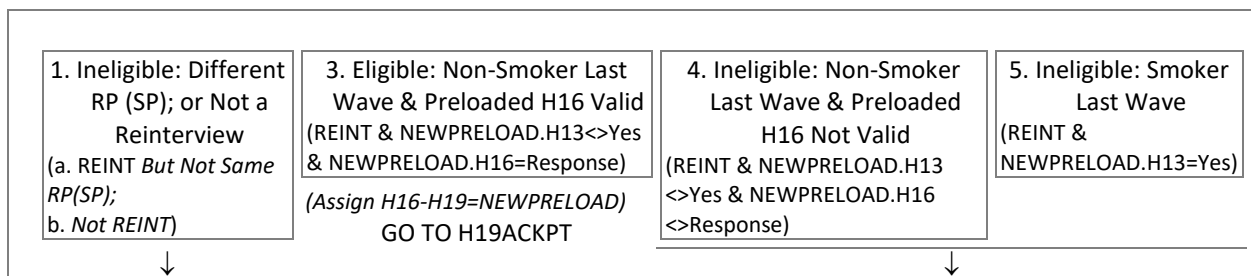 1. Ineligible: Different
RP (SP); or Not a
Reinterview
(a. REINT But Not Same
RP(SP);
b. Not REINT)
↓
3. Eligible: Non-Smoker Last
Wave & Preloaded H16 Valid
(REINT & NEWPRELOAD.H13<>Yes
& NEWPRELOAD.H16=Response)
(Assign H16-H19=NEWPRELOAD)
GO TO H19ACKPT
4. Ineligible: Non-Smoker
Last Wave & Preloaded
H16 Not Valid
(REINT & NEWPRELOAD.H13
<>Yes & NEWPRELOAD.H16
<>Response)
5. Ineligible: Smoker
Last Wave
(REINT &
NEWPRELOAD.H13=Yes)
↓